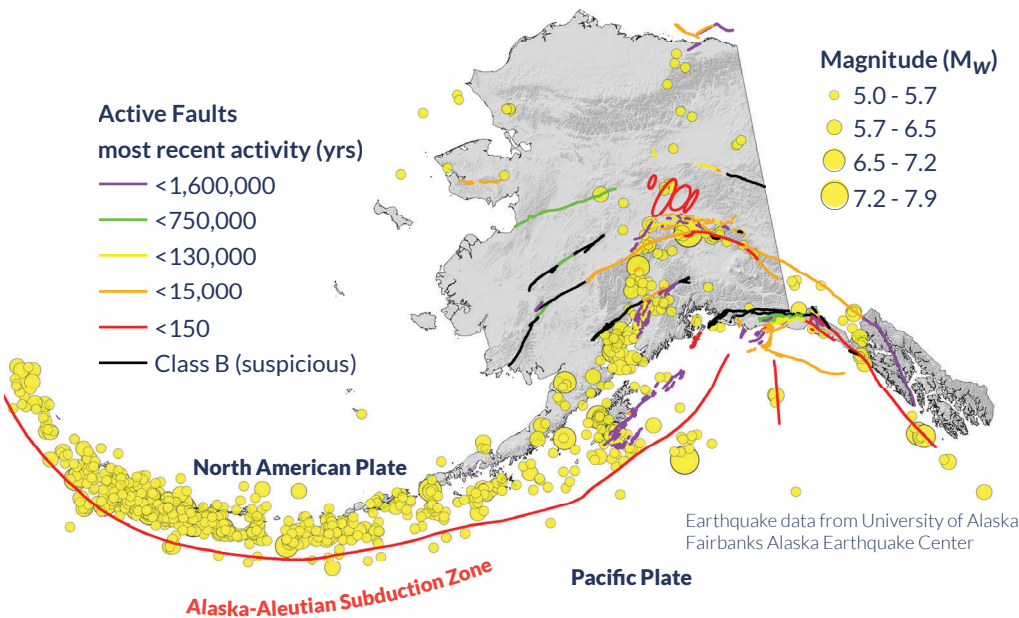 Active Faults
most recent activity (yrs)
<1,600,000
<750,000
<130,000
<15,000
<150
Class B (suspicious)
Magnitude (MW)
5.0 - 5.7
5.7 - 6.5
6.5 - 7.2
7.2 - 7.9
North American Plate
Earthquake data from University of Alaska
Fairbanks Alaska Earthquake Center
Pacific Plate
Alaska-Aleutian Subduction Zone